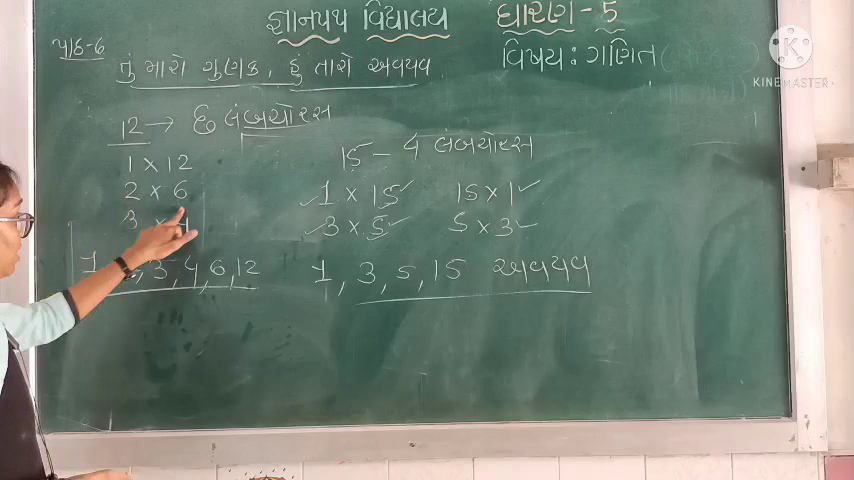 જ્ઞાનપથ વિદ્યાલય ધોરણ - 5
પાઠ-6
તું મારો ગુણક, હું તારો અવયવ
વિષય: ગણિત
KINEMASTER
12 → 6 લંબચોરસ
1 x 12
2 x 6
3 x 4
1, 3, 4, 6, 12
15 - 4 લંબચોરસ
✓1 x 15✓ 15 x 1✓
✓3 x 5✓ 5 x 3✓
1, 3, 5, 15 અવયવ